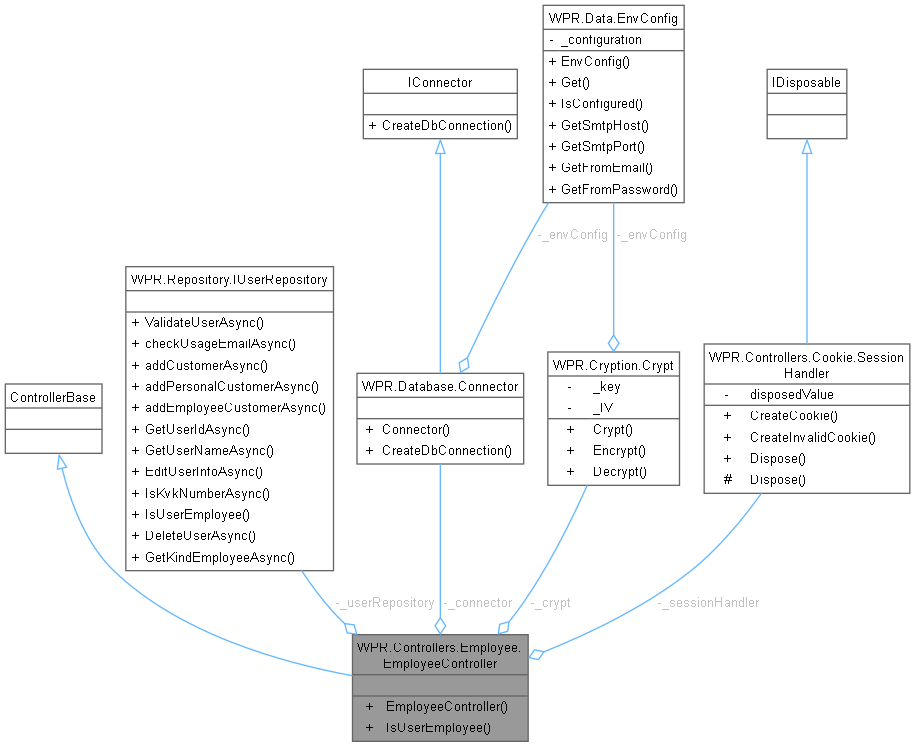 WPR.Data.EnvConfig
- _configuration
+ EnvConfig()
+ Get()
+ IsConfigured()
+ GetSmtpHost()
+ GetSmtpPort()
+ GetFromEmail()
+ GetFromPassword()
IConnector
+ CreateDbConnection()
IDisposable
-_envConfig
-_envConfig
WPR.Repository.IUserRepository
+ ValidateUserAsync()
+ checkUsageEmailAsync()
+ addCustomerAsync()
+ addPersonalCustomerAsync()
+ addEmployeeCustomerAsync()
+ GetUserIdAsync()
+ GetUserNameAsync()
+ EditUserInfoAsync()
+ IsKvkNumberAsync()
+ IsUserEmployee()
+ DeleteUserAsync()
+ GetKindEmployeeAsync()
ControllerBase
WPR.Database.Connector
+ Connector()
+ CreateDbConnection()
WPR.Cryption.Crypt
- _key
- _IV
+ Crypt()
+ Encrypt()
+ Decrypt()
WPR.Controllers.Cookie.Session
Handler
- disposedValue
+ CreateCookie()
+ CreateInvalidCookie()
+ Dispose()
# Dispose()
-_userRepository
-_connector
-_crypt
-_sessionHandler
WPR.Controllers.Employee.
EmployeeController
+ EmployeeController()
+ IsUserEmployee()